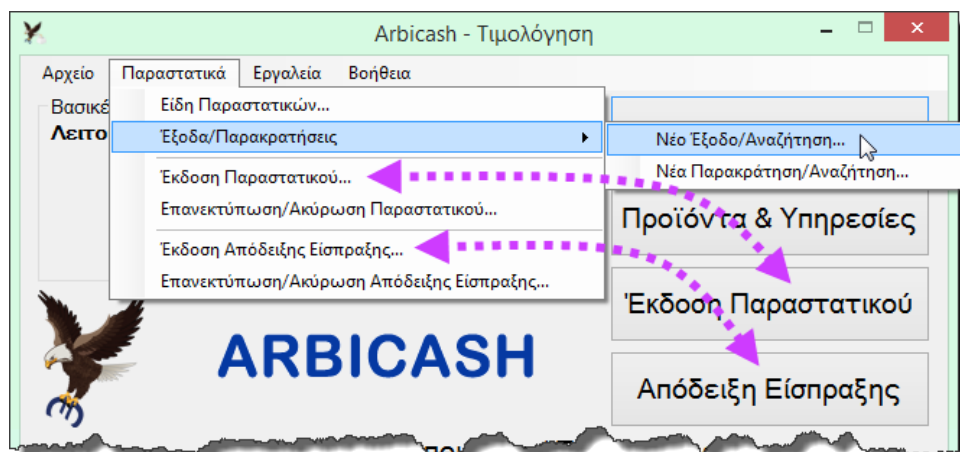 Arbicash - Τιμολόγηση
Αρχείο Παραστατικά Εργαλεία Βοήθεια
Βασικέ
Λειτο
Είδη Παραστατικών...
Έξοδα/Παρακρατήσεις
Νέο Έξοδο/Αναζήτηση...
Νέα Παρακράτηση/Αναζήτηση...
Έκδοση Παραστατικού...
Επανεκτύπωση/Ακύρωση Παραστατικού...
Έκδοση Απόδειξης Είσπραξης...
Επανεκτύπωση/Ακύρωση Απόδειξης Είσπραξης...
Προϊόντα & Υπηρεσίες
Έκδοση Παραστατικού
Απόδειξη Είσπραξης
ARBICASH